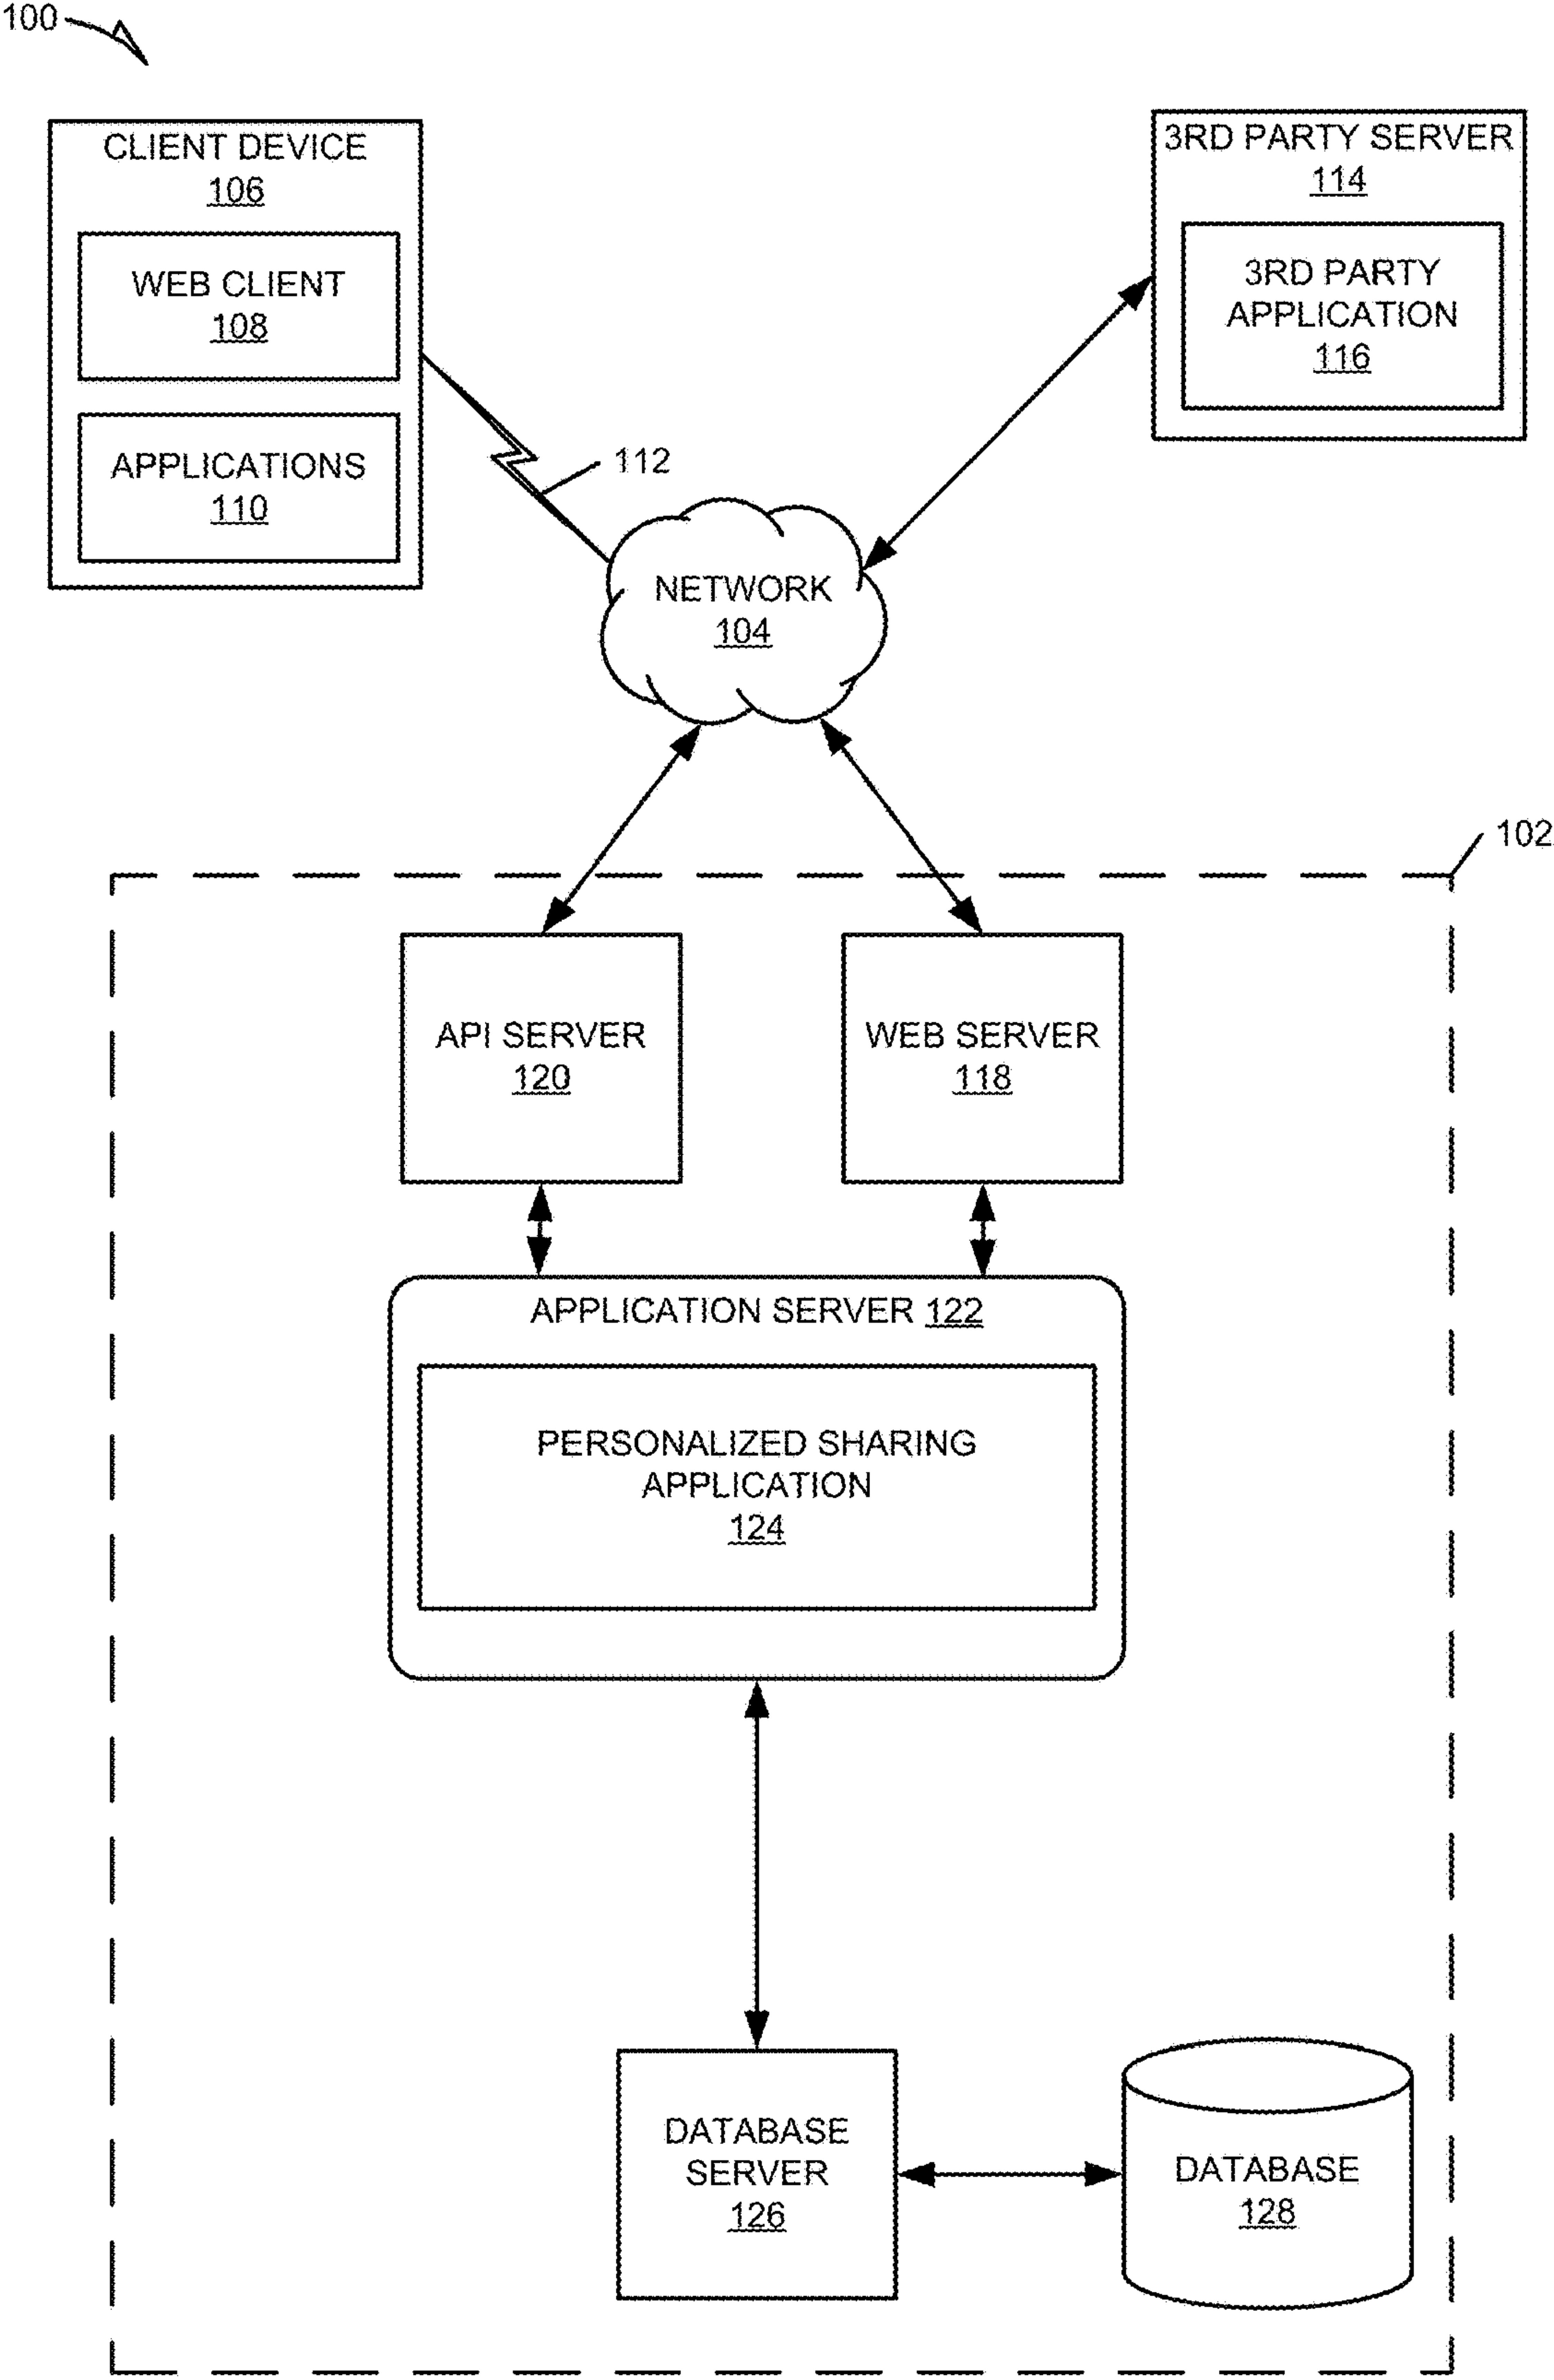 100
CLIENT DEVICE
106
WEB CLIENT
108
APPLICATIONS
110
3RD PARTY SERVER
114
3RD PARTY
APPLICATION
116
112
NETWORK
104
102
API SERVER
120
WEB SERVER
118
APPLICATION SERVER 122
PERSONALIZED SHARING
APPLICATION
124
DATABASE
SERVER
126
DATABASE
128